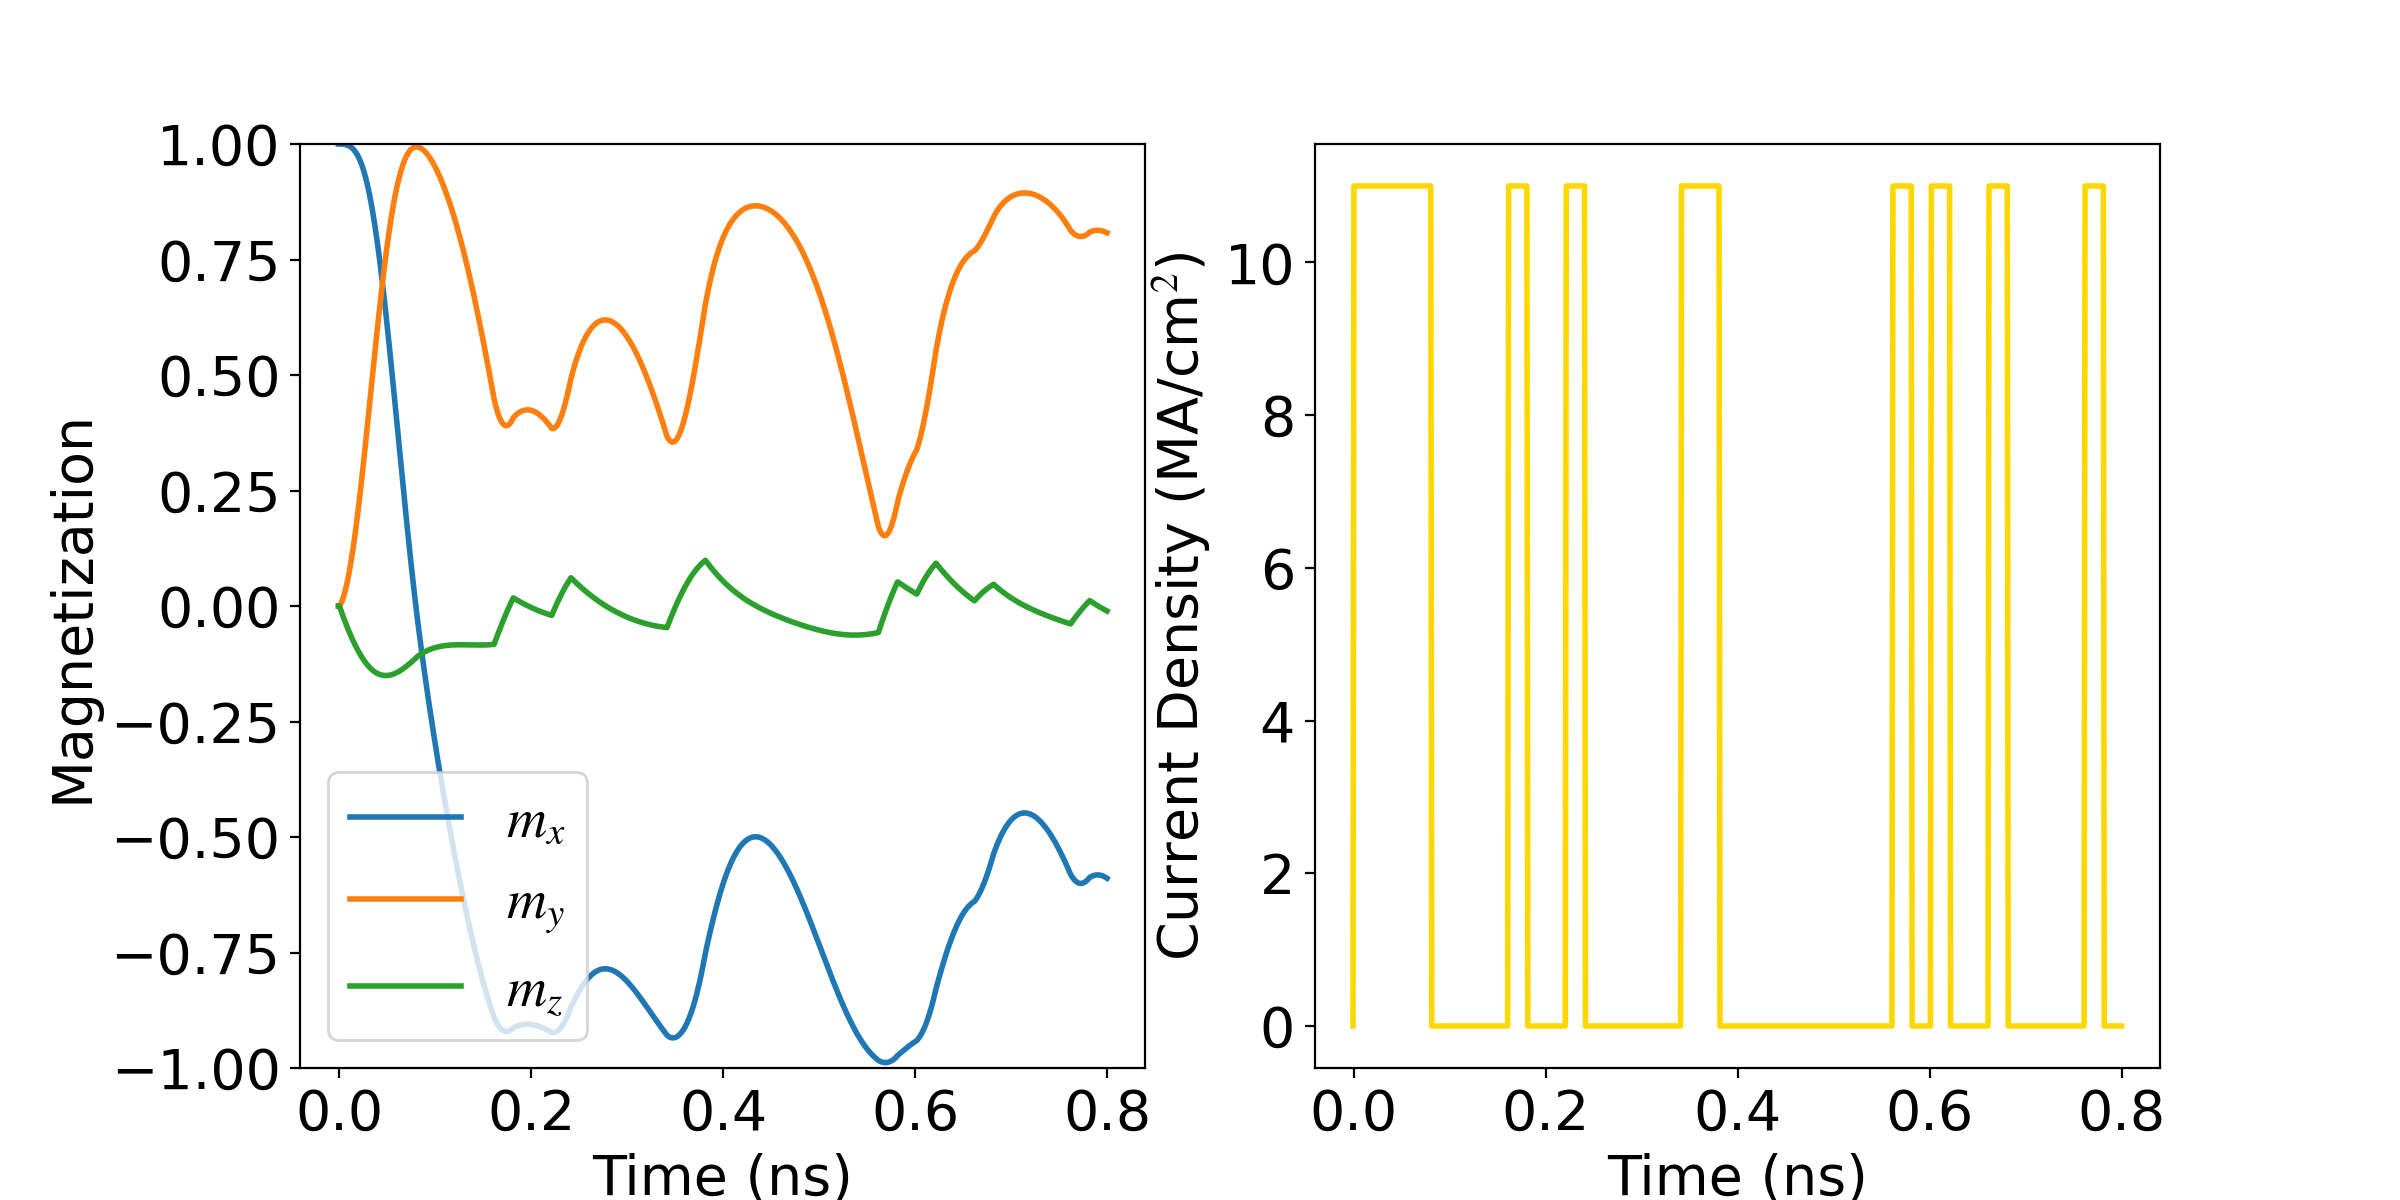 Magnetization
1.00
0.75
0.50
0.25
0.00
−0.25
−0.50
−0.75
−1.00
m_x
m_y
m_z
0.0 0.2 0.4 0.6 0.8
Time (ns)
Current Density (MA/cm²)
10
8
6
4
2
0
0.0 0.2 0.4 0.6 0.8
Time (ns)